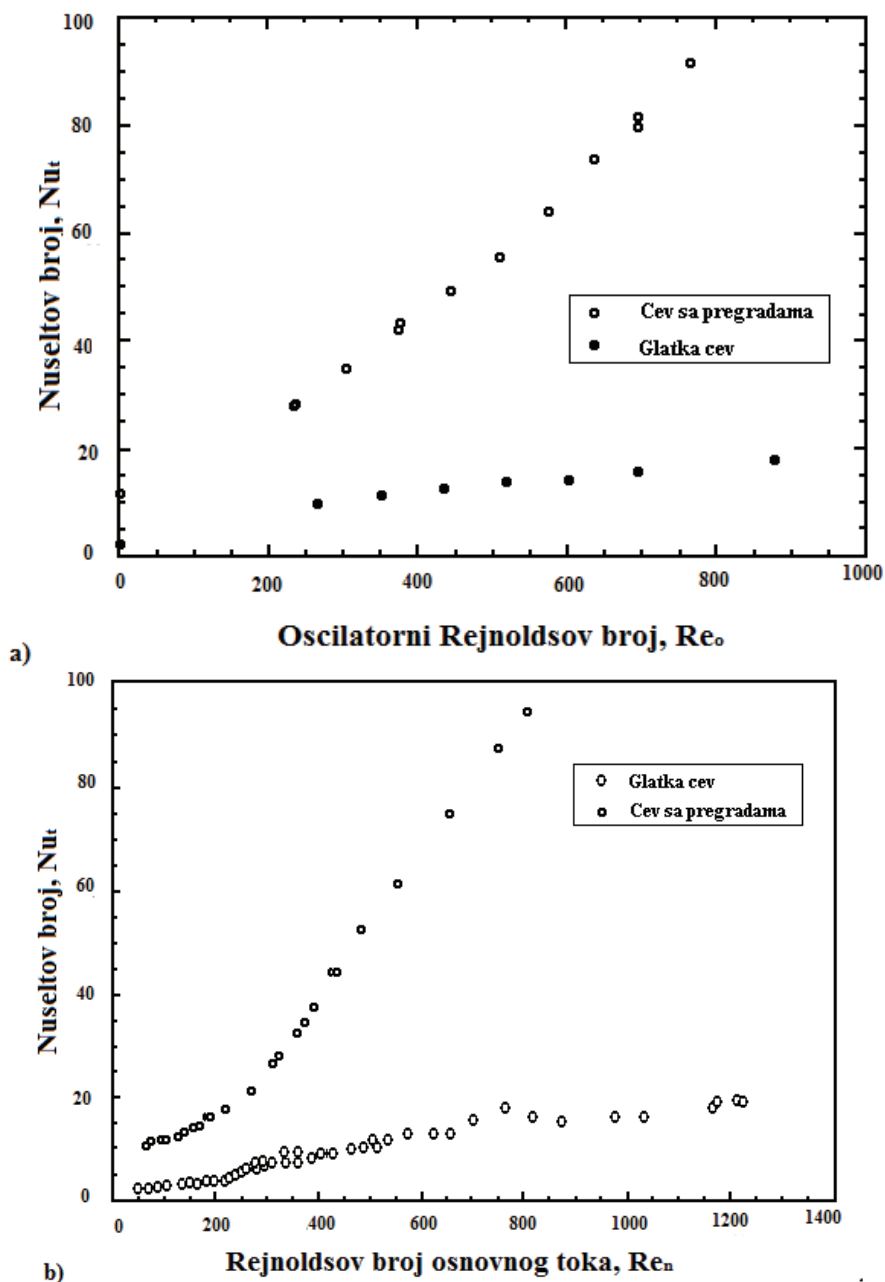 100
80
60
40
20
0
Nuseltov broj, Nuₜ
Cev sa pregradama
Glatka cev
0 200 400 600 800 1000
Oscilatorni Rejnoldsov broj, Reₒ
a)
100
80
60
40
20
0
Nuseltov broj, Nuₜ
Glatka cev
Cev sa pregradama
0 200 400 600 800 1000 1200 1400
Rejnoldsov broj osnovnog toka, Reₙ
b)